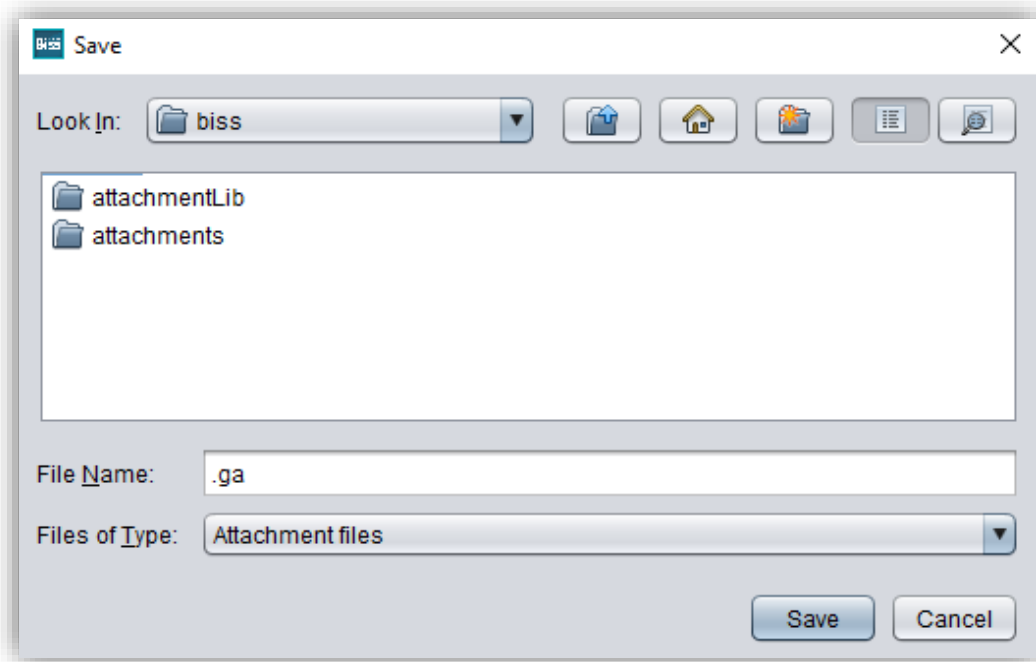 Biss Save
Look In: biss
attachmentLib
attachments
File Name: .ga
Files of Type: Attachment files
Save Cancel